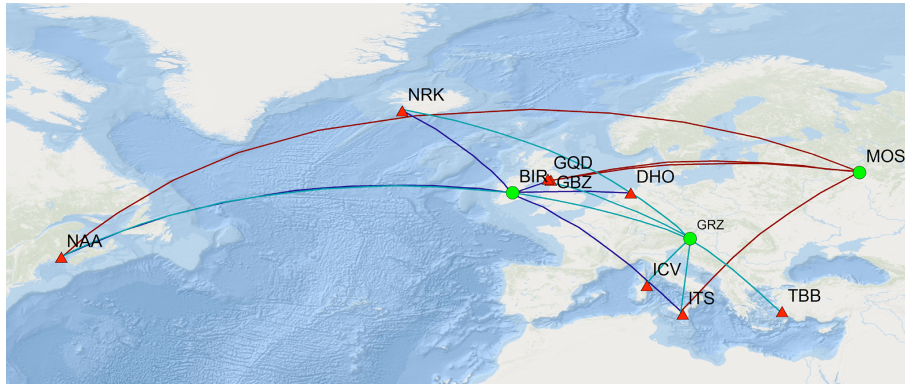 NRK
MOS
GQD
BIR
GBZ
DHO
GRZ
NAA
ICV
ITS
TBB